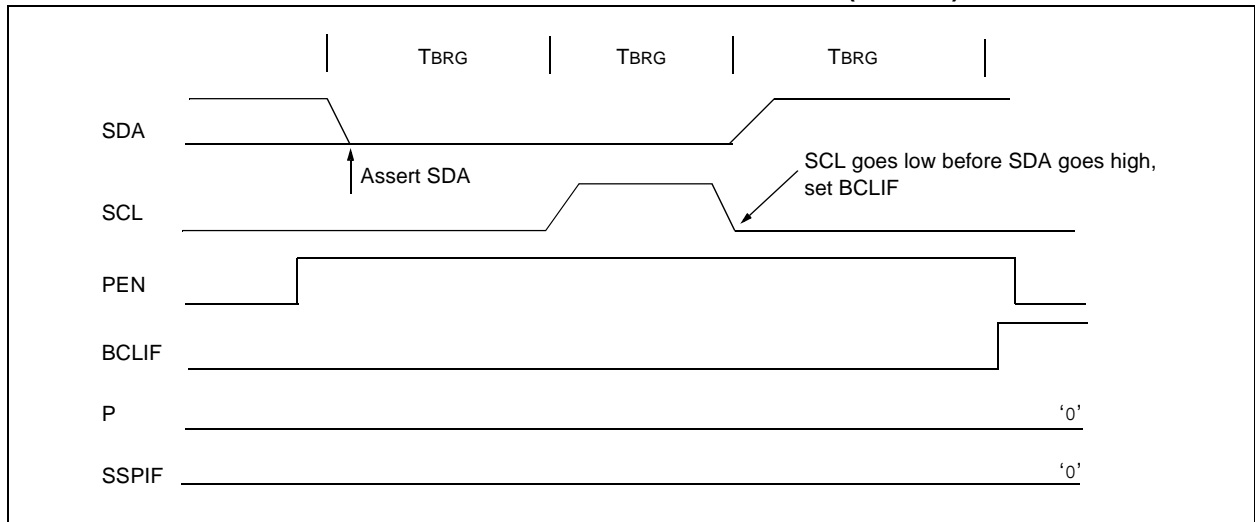 TBRG TBRG TBRG
SDA
Assert SDA
SCL goes low before SDA goes high,
set BCLIF
SCL
PEN
BCLIF
P
‘0’
SSPIF
‘0’